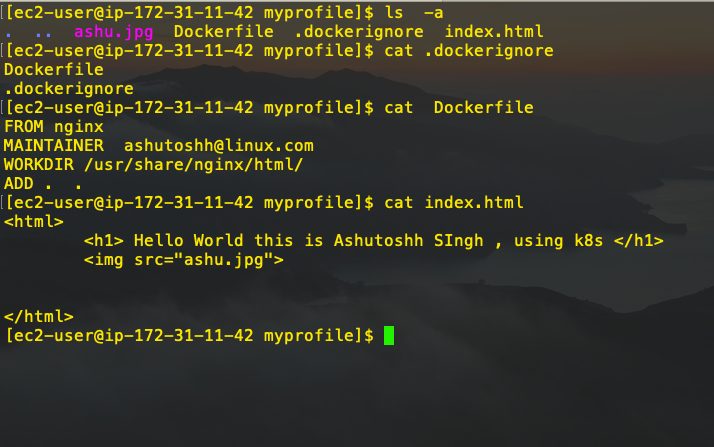 [[ec2-user@ip-172-31-11-42 myprofile]$ ls  -a
.  ..  ashu.jpg  Dockerfile  .dockerignore  index.html
[[ec2-user@ip-172-31-11-42 myprofile]$ cat .dockerignore
Dockerfile
.dockerignore
[[ec2-user@ip-172-31-11-42 myprofile]$ cat  Dockerfile
FROM nginx
MAINTAINER  ashutoshh@linux.com
WORKDIR /usr/share/nginx/html/
ADD .  .
[[ec2-user@ip-172-31-11-42 myprofile]$ cat index.html
<html>
        <h1> Hello World this is Ashutoshh SIngh , using k8s </h1>
        <img src="ashu.jpg">
</html>
[ec2-user@ip-172-31-11-42 myprofile]$